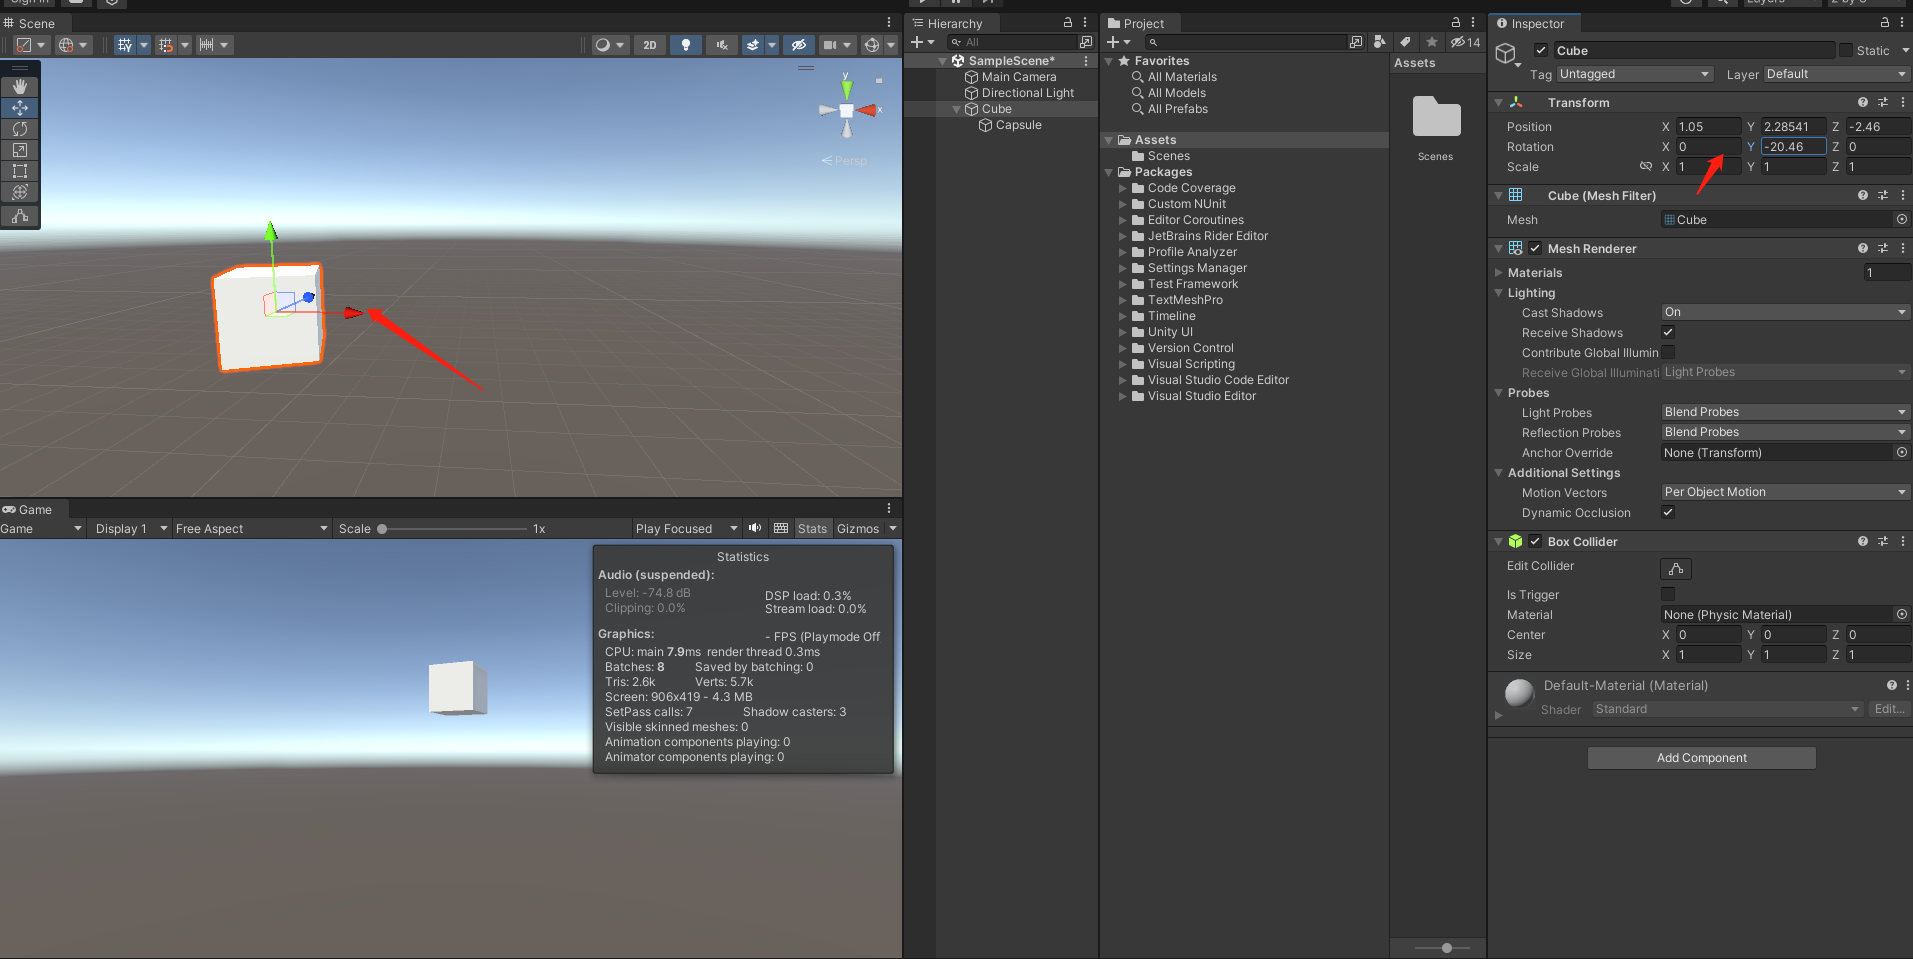 Sign in
Layers
2 by
Scene
2D
y
x
Persp
Hierarchy
All
SampleScene*
Main Camera
Directional Light
Cube
Capsule
Project
14
Favorites
All Materials
All Models
All Prefabs
Assets
Scenes
Packages
Code Coverage
Custom NUnit
Editor Coroutines
JetBrains Rider Editor
Profile Analyzer
Settings Manager
Test Framework
TextMeshPro
Timeline
Unity UI
Version Control
Visual Scripting
Visual Studio Code Editor
Visual Studio Editor
Assets
Scenes
Inspector
Cube
Static
Tag Untagged Layer Default
Transform
Position X 1.05 Y 2.28541 Z -2.46
Rotation X 0 Y -20.46 Z 0
Scale X 1 Y 1 Z 1
Cube (Mesh Filter)
Mesh Cube
Mesh Renderer
Materials 1
Lighting
Cast Shadows On
Receive Shadows
Contribute Global Illumin
Receive Global Illuminati Light Probes
Probes
Light Probes Blend Probes
Reflection Probes Blend Probes
Anchor Override None (Transform)
Additional Settings
Motion Vectors Per Object Motion
Dynamic Occlusion
Box Collider
Edit Collider
Is Trigger
Material None (Physic Material)
Center X 0 Y 0 Z 0
Size X 1 Y 1 Z 1
Default-Material (Material)
Shader Standard Edit...
Add Component
Game
Game Display 1 Free Aspect Scale 1x Play Focused Stats Gizmos
Statistics
Audio (suspended):
Level: -74.8 dB DSP load: 0.3%
Clipping: 0.0% Stream load: 0.0%
Graphics: - FPS (Playmode Off
CPU: main 7.9ms render thread 0.3ms
Batches: 8 Saved by batching: 0
Tris: 2.6k Verts: 5.7k
Screen: 906x419 - 4.3 MB
SetPass calls: 7 Shadow casters: 3
Visible skinned meshes: 0
Animation components playing: 0
Animator components playing: 0